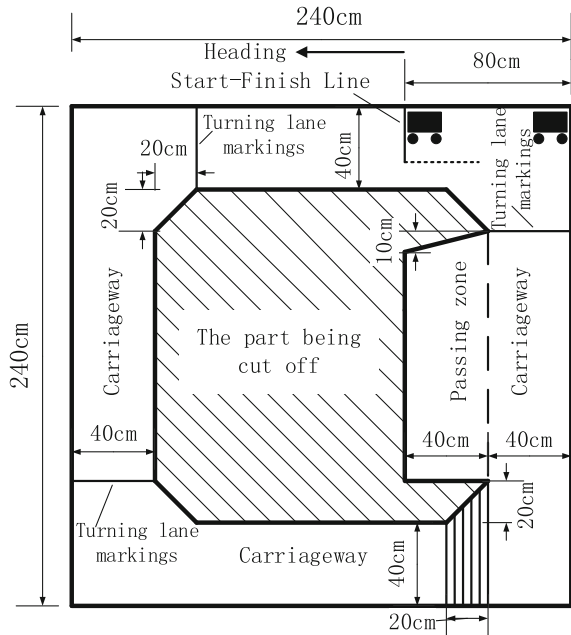 240cm
Heading
80cm
Start-Finish Line
Turning lane
markings
20cm
40cm
Turning lane
markings
20cm
10cm
Carriageway
The part being
cut off
Passing zone
Carriageway
240cm
40cm
40cm
40cm
20cm
Turning lane
markings
Carriageway
40cm
20cm